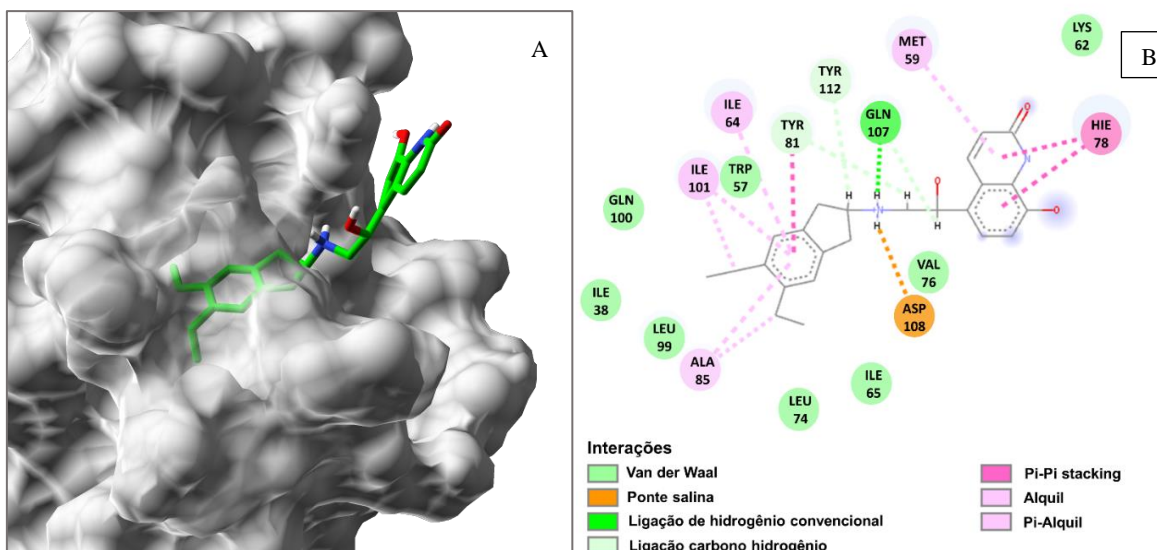 A
B
LYS
62
MET
59
TYR
112
ILE
64
GLN
107
TYR
81
HIE
78
TRP
57
ILE
101
GLN
100
VAL
76
ILE
38
ASP
108
LEU
99
ALA
85
ILE
65
LEU
74
O
N
O
O
H
H
H
N
H
H
Interações
Van der Waal
Ponte salina
Ligação de hidrogênio convencional
Ligação carbono hidrogênio
Pi-Pi stacking
Alquil
Pi-Alquil